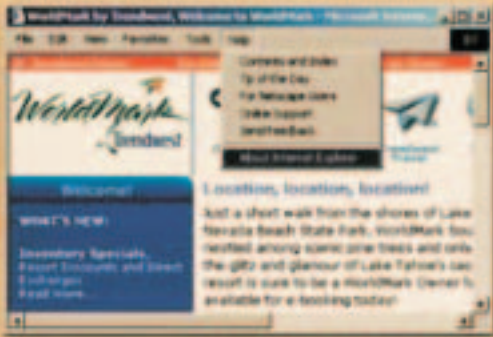 WorldMark by Trendwest, Welcome to WorldMark - Microsoft Internet
File Edit View Favorites Tools Help
Contents and Index
Tip of the Day
For Netscape Users
Online Support
Send Feedback
About Internet Explorer
WorldMark
by Trendwest
Travel
Welcome!
WHAT'S NEW:
Inventory Specials,
Resort Discounts and Direct
Exchanges
Read more...
Location, location, location!
Just a short walk from the shores of Lake
Nevada Beach State Park, WorldMark
nestled among scenic pine trees and only
the glitz and glamour of Lake Tahoe's
resort is sure to be a WorldMark Owner
available for e-booking today!